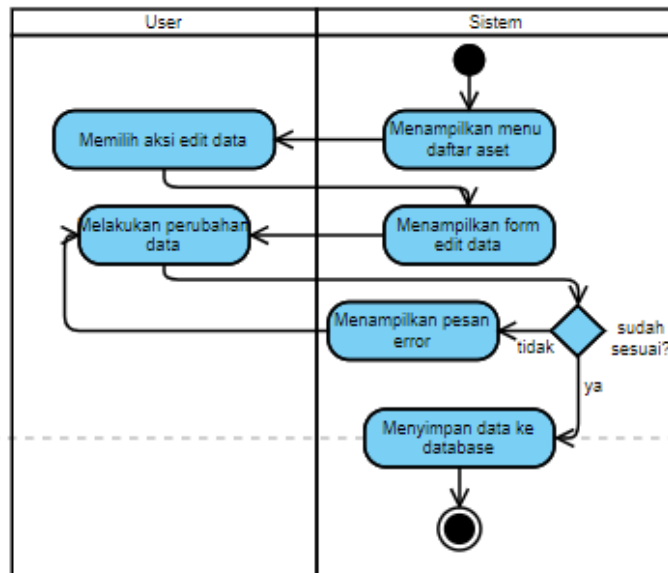 User
Sistem
Menampilkan menu
daftar aset
Memilih aksi edit data
Menampilkan form
edit data
Melakukan perubahan
data
Menampilkan pesan
error
tidak
sudah
sesuai?
ya
Menyimpan data ke
database